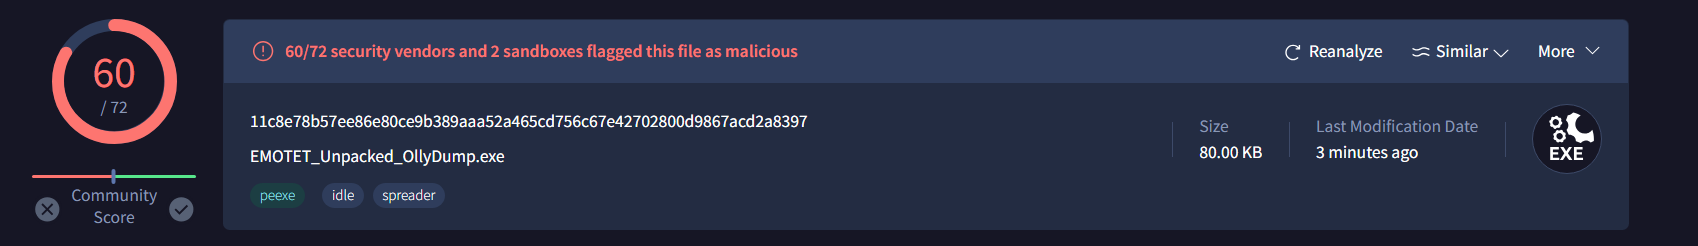 60
/ 72
Community
Score
60/72 security vendors and 2 sandboxes flagged this file as malicious
Reanalyze
Similar
More
11c8e78b57ee86e80ce9b389aaa52a465cd756c67e42702800d9867acd2a8397
EMOTET_Unpacked_OllyDump.exe
peexe
idle
spreader
Size
80.00 KB
Last Modification Date
3 minutes ago
EXE